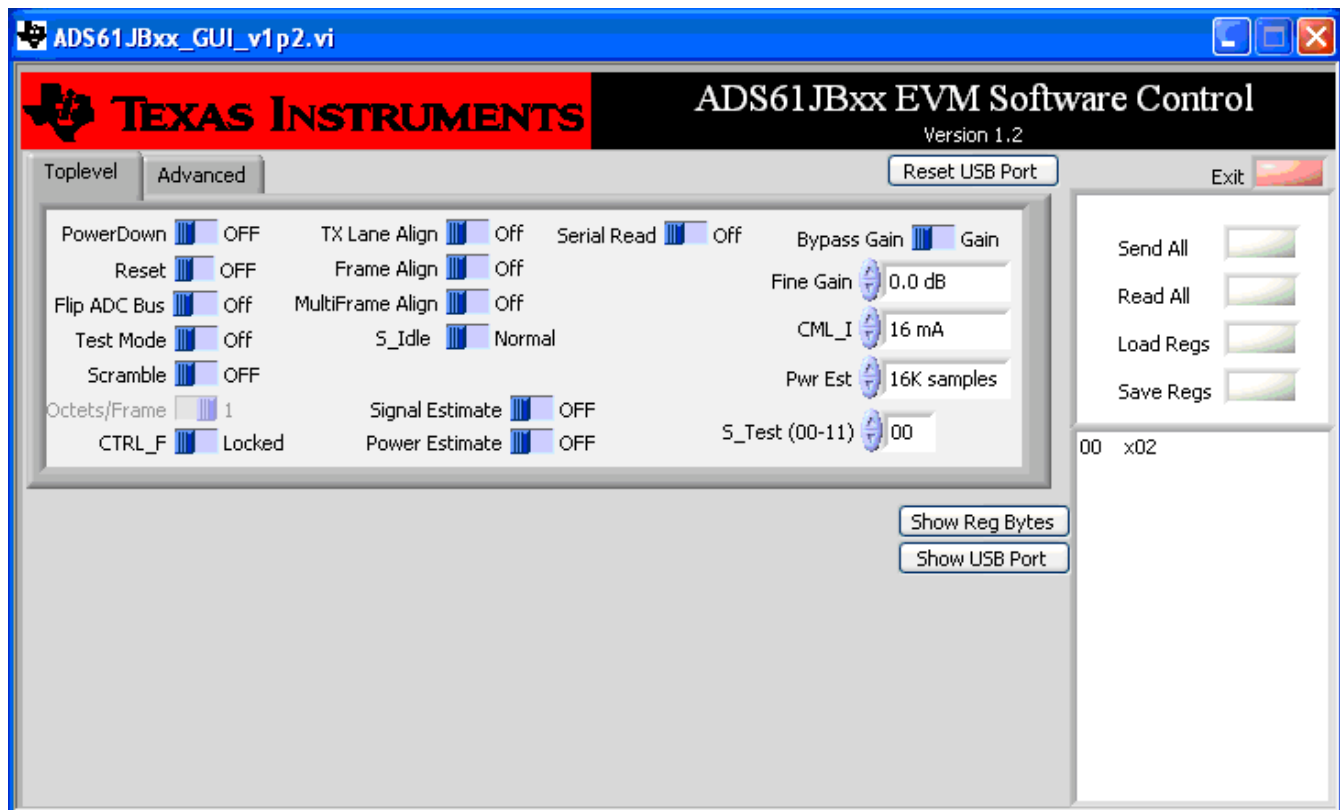 ADS61JBxx_GUI_v1p2.vi
TEXAS INSTRUMENTS
ADS61JBxx EVM Software Control
Version 1.2
Toplevel
Advanced
Reset USB Port
Exit
PowerDown OFF
Reset OFF
Flip ADC Bus Off
Test Mode Off
Scramble OFF
Octets/Frame 1
CTRL_F Locked
TX Lane Align Off
Frame Align Off
MultiFrame Align Off
S_Idle Normal
Signal Estimate OFF
Power Estimate OFF
Serial Read Off
Bypass Gain Gain
Fine Gain 0.0 dB
CML_I 16 mA
Pwr Est 16K samples
S_Test (00-11) 00
Send All
Read All
Load Regs
Save Regs
00 x02
Show Reg Bytes
Show USB Port